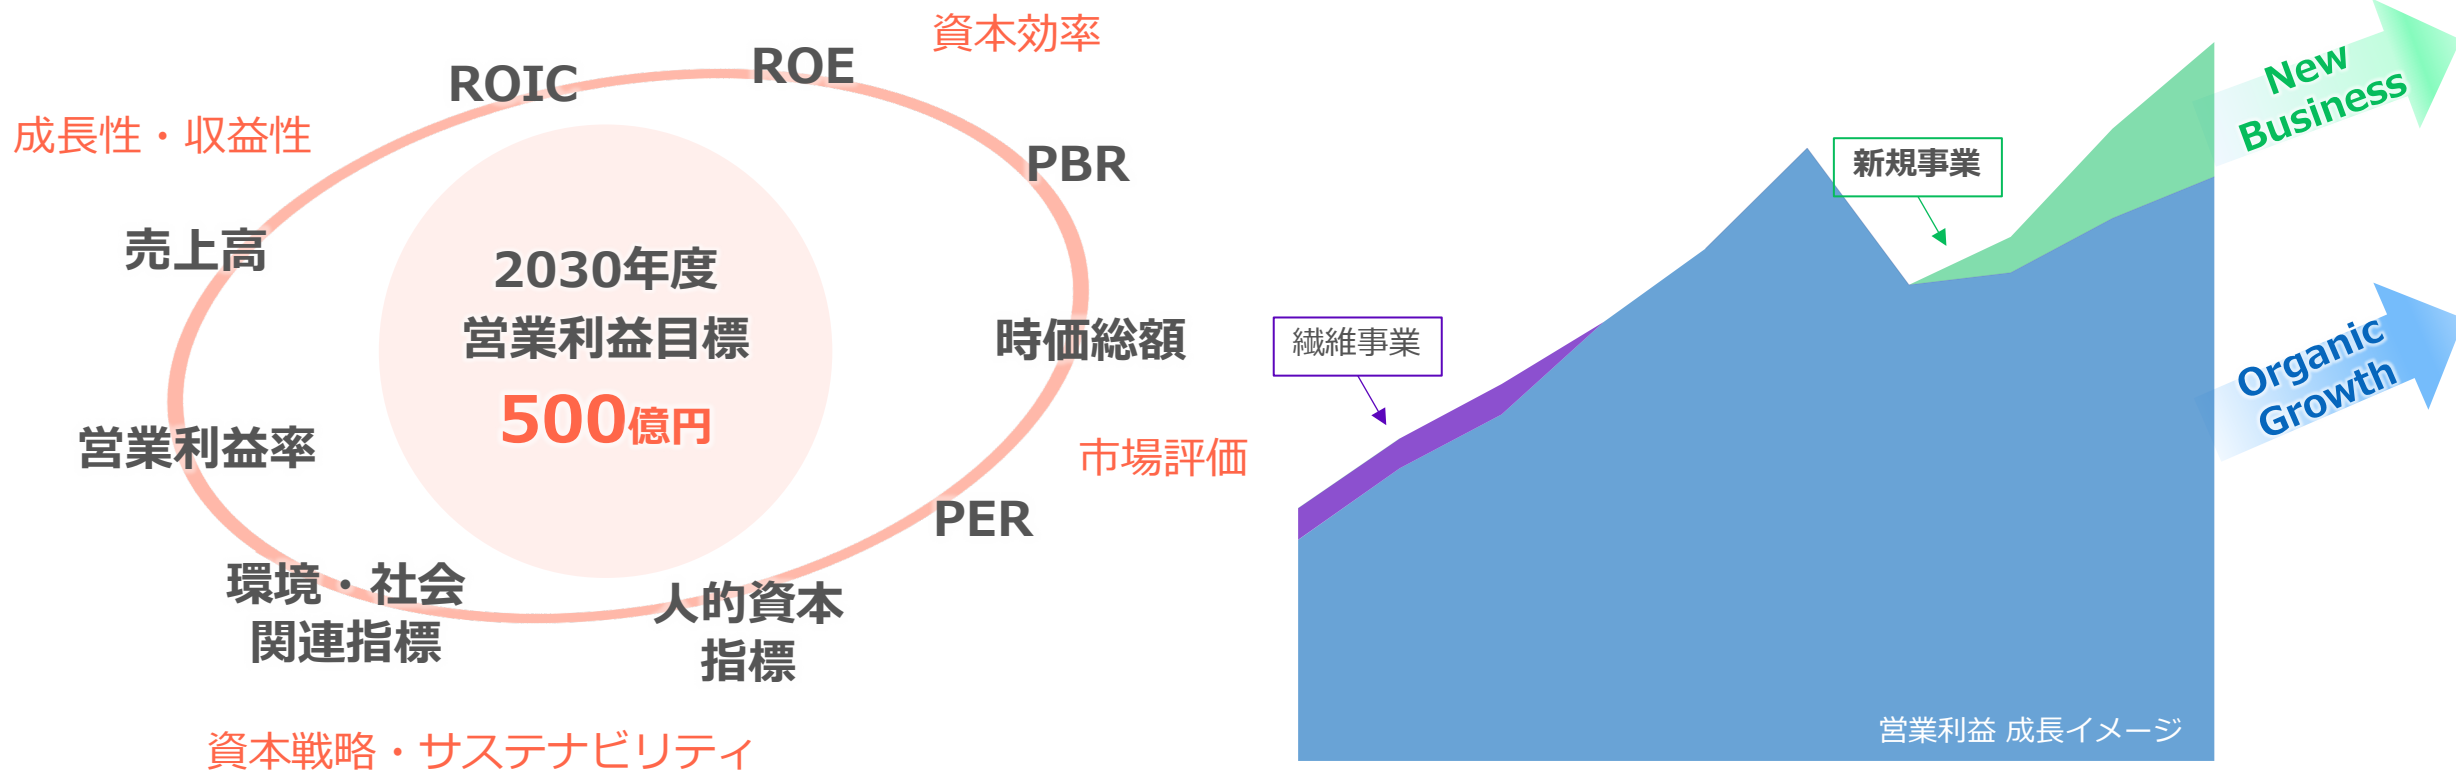 資本効率
ROIC
ROE
成長性・収益性
PBR
売上高
2030年度
営業利益目標
500億円
時価総額
営業利益率
市場評価
PER
環境・社会
関連指標
人的資本
指標
資本戦略・サステナビリティ
New
Business
新規事業
繊維事業
Organic
Growth
営業利益 成長イメージ